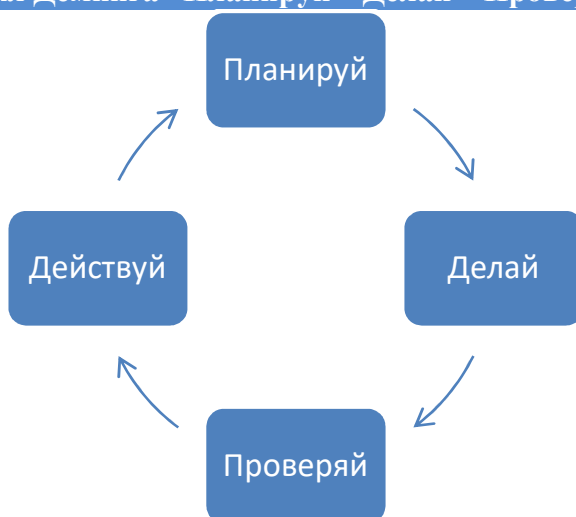 Планируй
Действуй
Делай
Проверяй